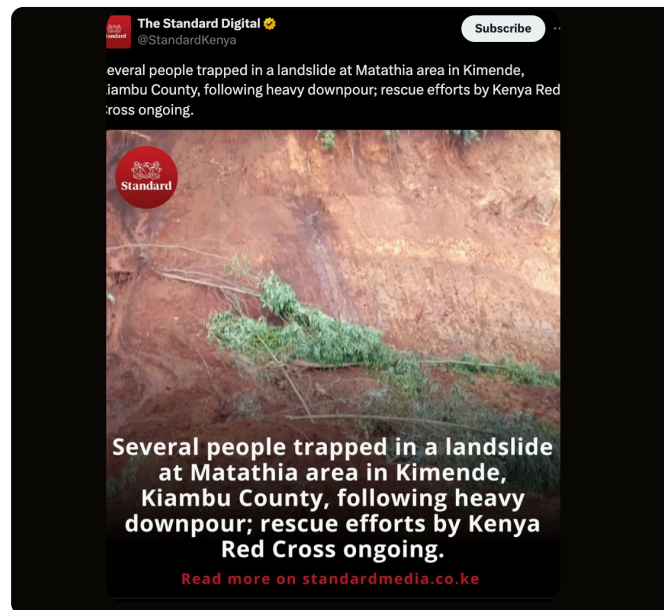 The Standard Digital
@StandardKenya
Subscribe
everal people trapped in a landslide at Matathia area in Kimende,
iambu County, following heavy downpour; rescue efforts by Kenya Red
ross ongoing.
Standard
Standard
Several people trapped in a landslide
at Matathia area in Kimende,
Kiambu County, following heavy
downpour; rescue efforts by Kenya
Red Cross ongoing.
Read more on standardmedia.co.ke